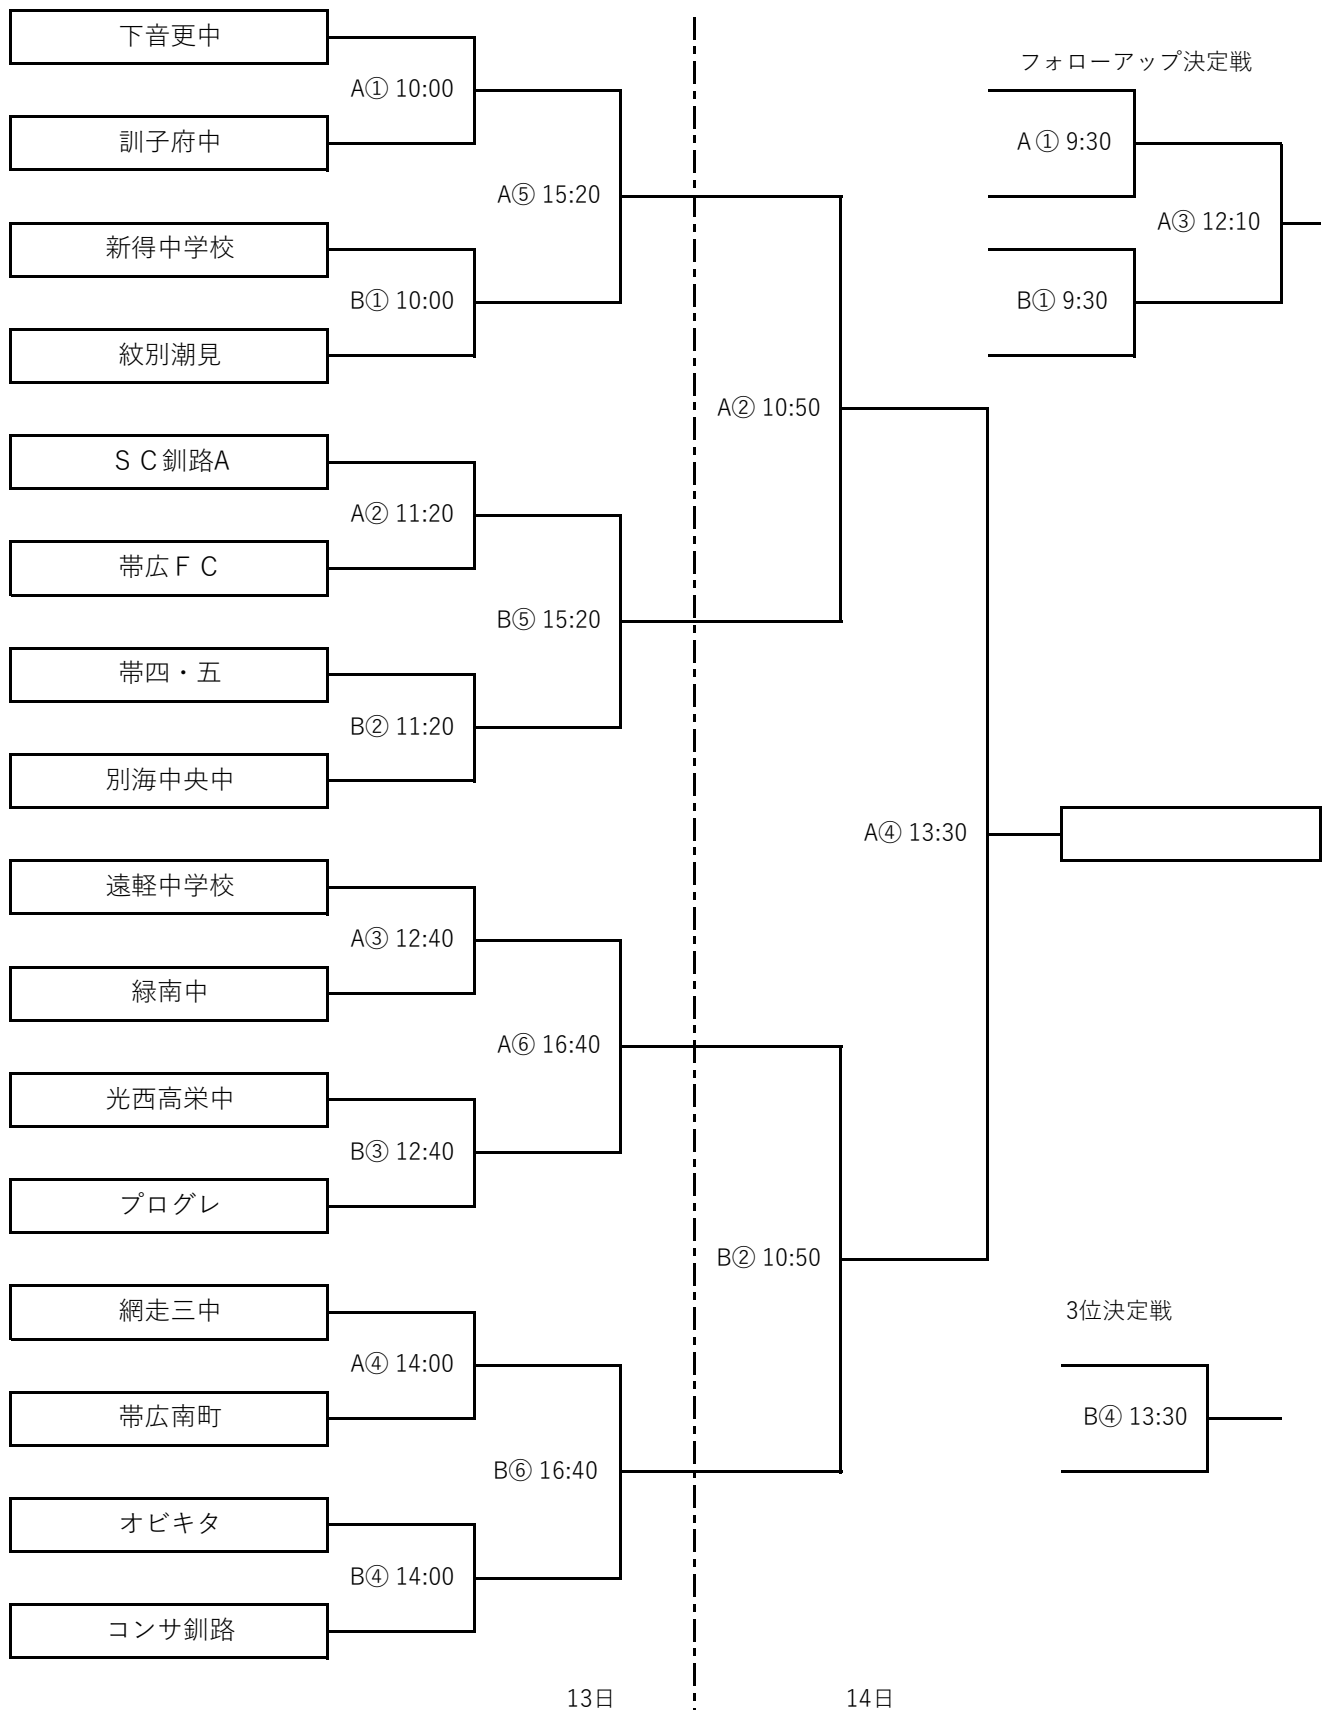 下音更中
フォローアップ決定戦
A① 10:00
訓子府中
A ① 9:30
A⑤ 15:20
A③ 12:10
新得中学校
B① 10:00
B① 9:30
紋別潮見
A② 10:50
ＳＣ釧路A
A② 11:20
帯広ＦＣ
B⑤ 15:20
帯四・五
B② 11:20
別海中央中
A④ 13:30
遠軽中学校
A③ 12:40
緑南中
A⑥ 16:40
光西高栄中
B③ 12:40
プログレ
B② 10:50
網走三中
3位決定戦
A④ 14:00
帯広南町
B④ 13:30
B⑥ 16:40
オビキタ
B④ 14:00
コンサ釧路
13日
14日